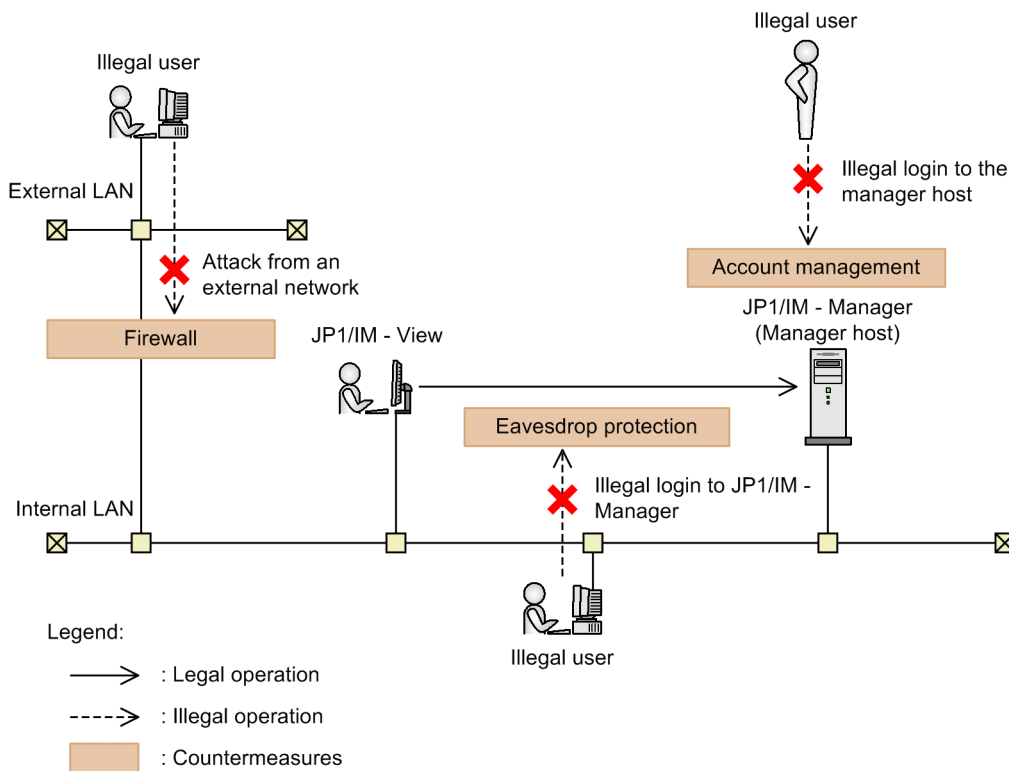 Illegal user
Illegal user
External LAN
Illegal login to the
manager host
Attack from an
external network
Account management
Firewall
JP1/IM - View
JP1/IM - Manager
(Manager host)
Eavesdrop protection
Internal LAN
Illegal login to JP1/IM -
Manager
Illegal user
Legend:
: Legal operation
: Illegal operation
: Countermeasures